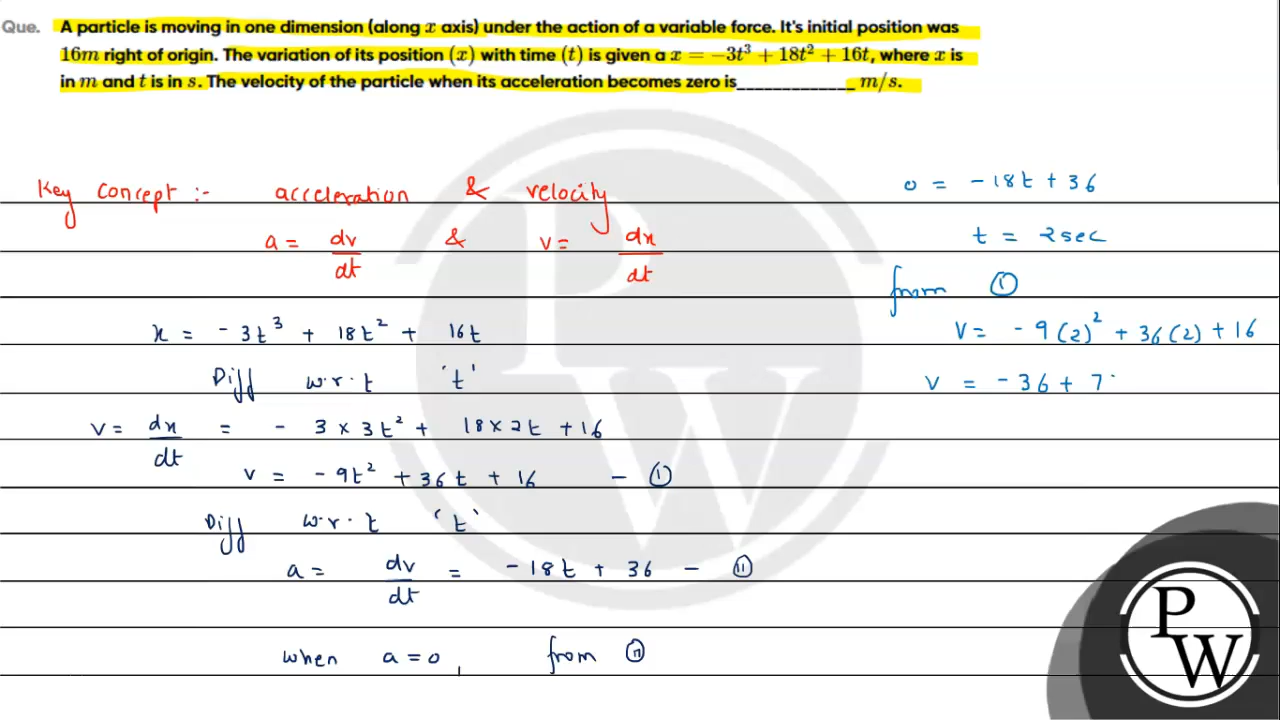 Que. A particle is moving in one dimension (along x axis) under the action of a variable force. It's initial position was
16m right of origin. The variation of its position (x) with time (t) is given a x = −3t³ + 18t² + 16t, where x is
in m and t is in s. The velocity of the particle when its acceleration becomes zero is_____________ m/s.
Key concept :- acceleration & velocity
a = dv/dt & v = dx/dt
x = - 3t³ + 18t² + 16t
Diff w.r.t 't'
v = dx/dt = - 3 × 3t² + 18 × 2t + 16
v = - 9t² + 36t + 16 - ①
Diff w.r.t 't'
a = dv/dt = - 18t + 36 - ⑪
when a = 0, from ⑪
0 = - 18t + 36
t = 2 sec
from ①
V = - 9(2)² + 36(2) + 16
v = - 36 + 7
PW